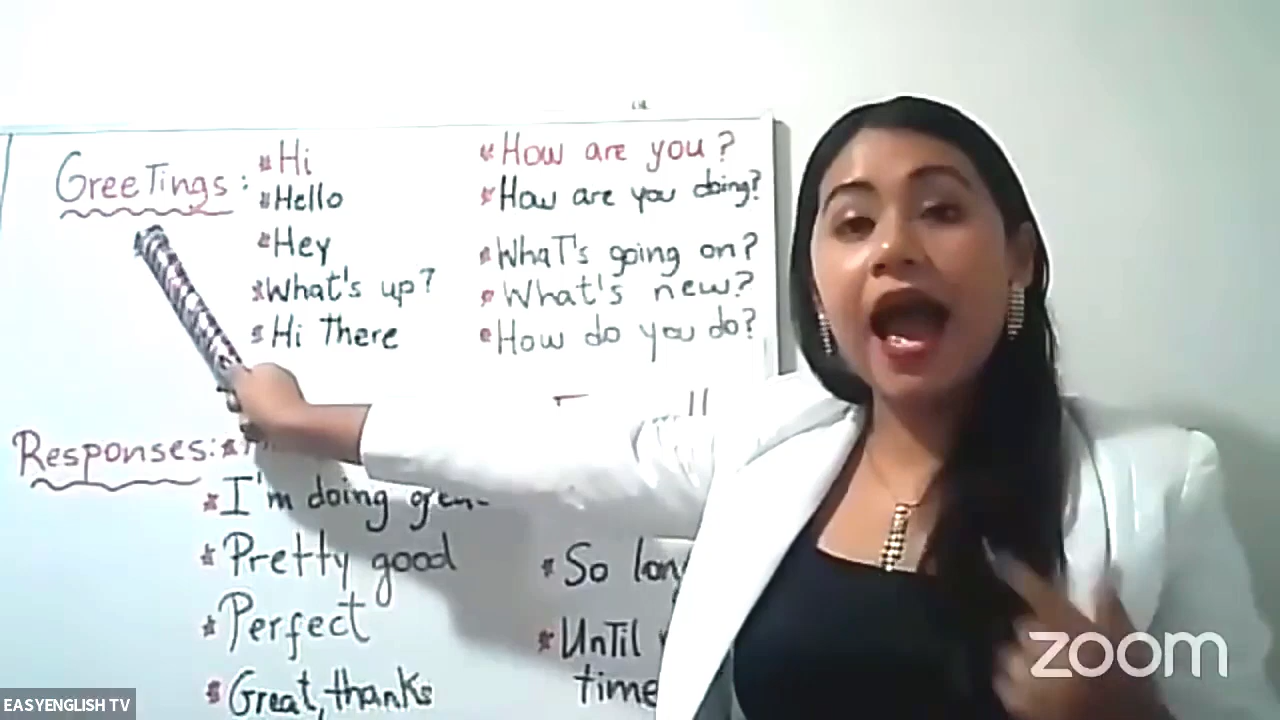 Greetings: * Hi
* Hello
* Hey
* What's up?
* Hi There
* How are you?
* How are you doing?
* What's going on?
* What's new?
* How do you do?
Responses: *
* I'm doing
* Pretty good
* Perfect
* Great, thanks
* So
* Until
time
EASYENGLISH TV
zoom